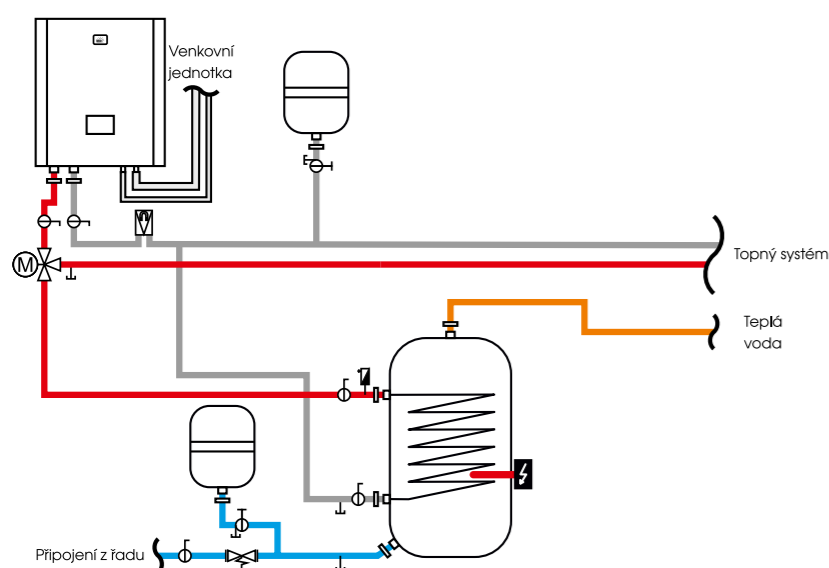 Venkovní
jednotka
Topný systém
Teplá
voda
M
Připojení z řadu